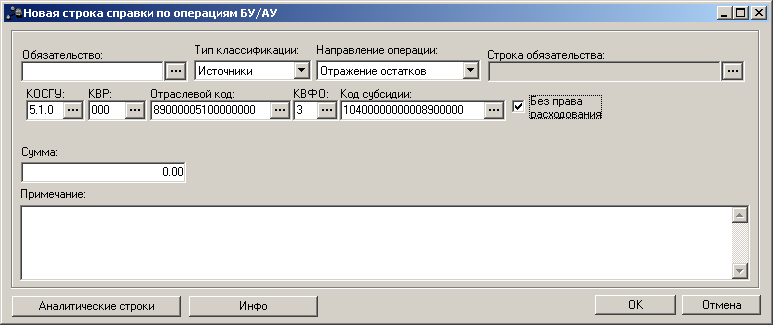 Новая строка справки по операциям БУ/АУ
Обязательство: Тип классификации: Направление операции: Строка обязательства:
... Источники Отражение остатков ...
КОСГУ: КВР: Отраслевой код: КВФО: Код субсидии:
5.1.0 ... 000 ... 89000005100000000 ... 3 ... 10400000000008900000 ... Без права
расходования
Сумма:
0.00
Примечание:
Аналитические строки Инфо OK Отмена